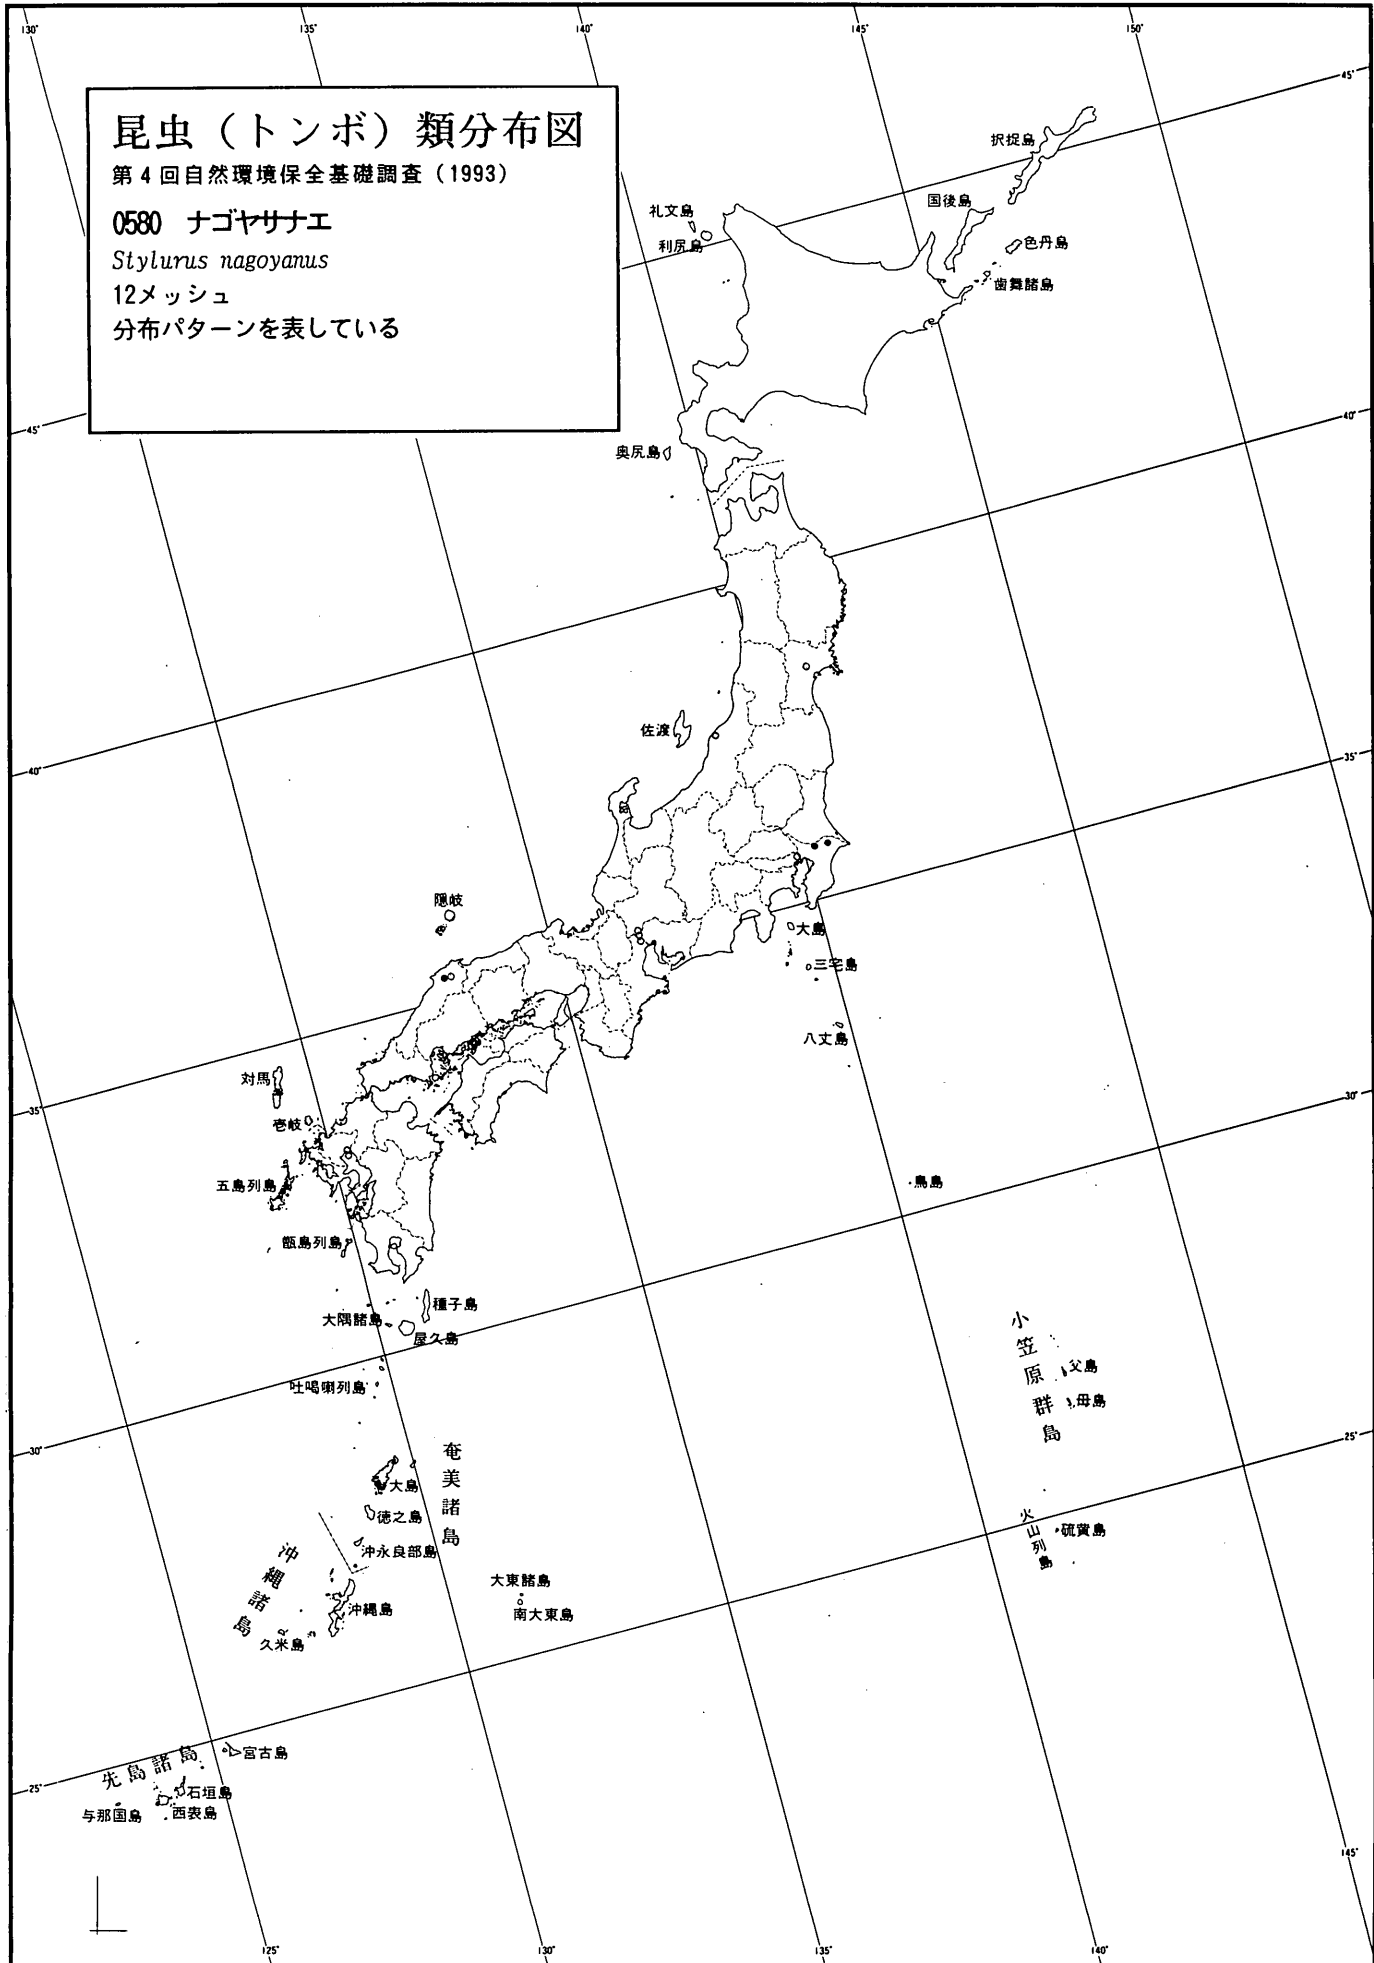 130°
135°
140°
145°
150°
45°
昆虫（トンボ）類分布図
第4回自然環境保全基礎調査（1993）
0580 ナゴヤサナエ
Stylurus nagoyanus
12メッシュ
分布パターンを表している
択捉島
国後島
礼文島
利尻島
色丹島
歯舞諸島
45°
40°
奥尻島
佐渡
40°
35°
隠岐
大島
三宅島
八丈島
対馬
35°
30°
壱岐
五島列島
鳥島
甑島列島
種子島
大隅諸島
屋久島
小笠原群島
父島
吐噶喇列島
母島
30°
25°
奄美諸島
大島
徳之島
火山列島
硫黄島
沖永良部島
沖縄諸島
大東諸島
沖縄島
南大東島
久米島
先島諸島
宮古島
25°
石垣島
与那国島
西表島
145°
125°
130°
135°
140°